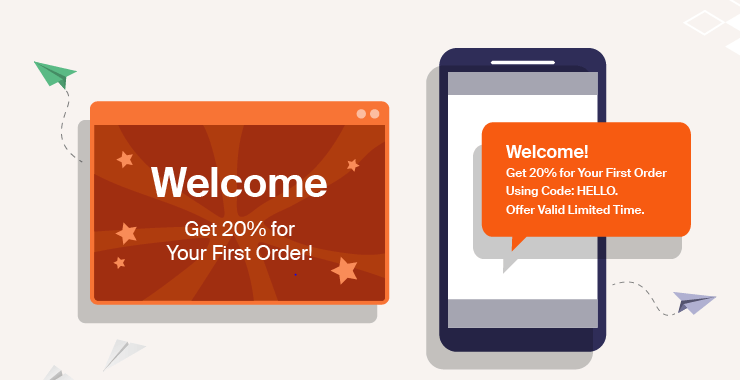 Welcome
Get 20% for
Your First Order!
Welcome!
Get 20% for Your First Order
Using Code: HELLO.
Offer Valid Limited Time.